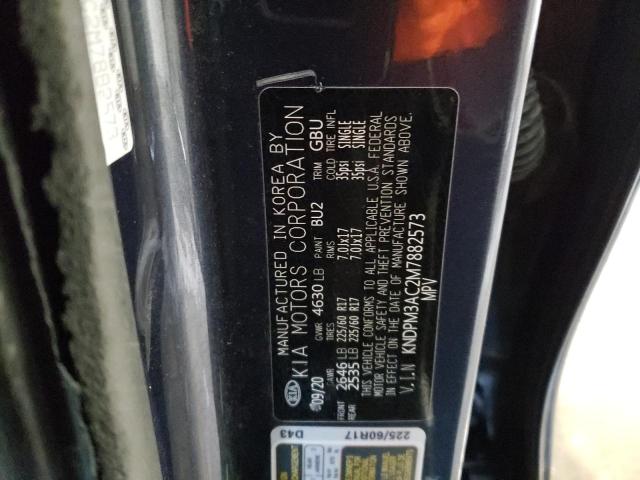 KIA
MANUFACTURED IN KOREA BY
KIA MOTORS CORPORATION
09/20 GVWR 4630 LB PAINT BU2 TRIM GBU
GAWR TIRES COLD TIRE INFL
FRONT 2646 LB 225/60 R17 7.0Jx17 35psi SINGLE
REAR 2535 LB 225/60 R17 7.0Jx17 35psi SINGLE
THIS VEHICLE CONFORMS TO ALL APPLICABLE U.S.A. FEDERAL
MOTOR VEHICLE SAFETY AND THEFT PREVENTION STANDARDS
IN EFFECT ON THE DATE OF MANUFACTURE SHOWN ABOVE.
V.I.N KNDPM3AC2M7882573
MPV
D43 225/60R17